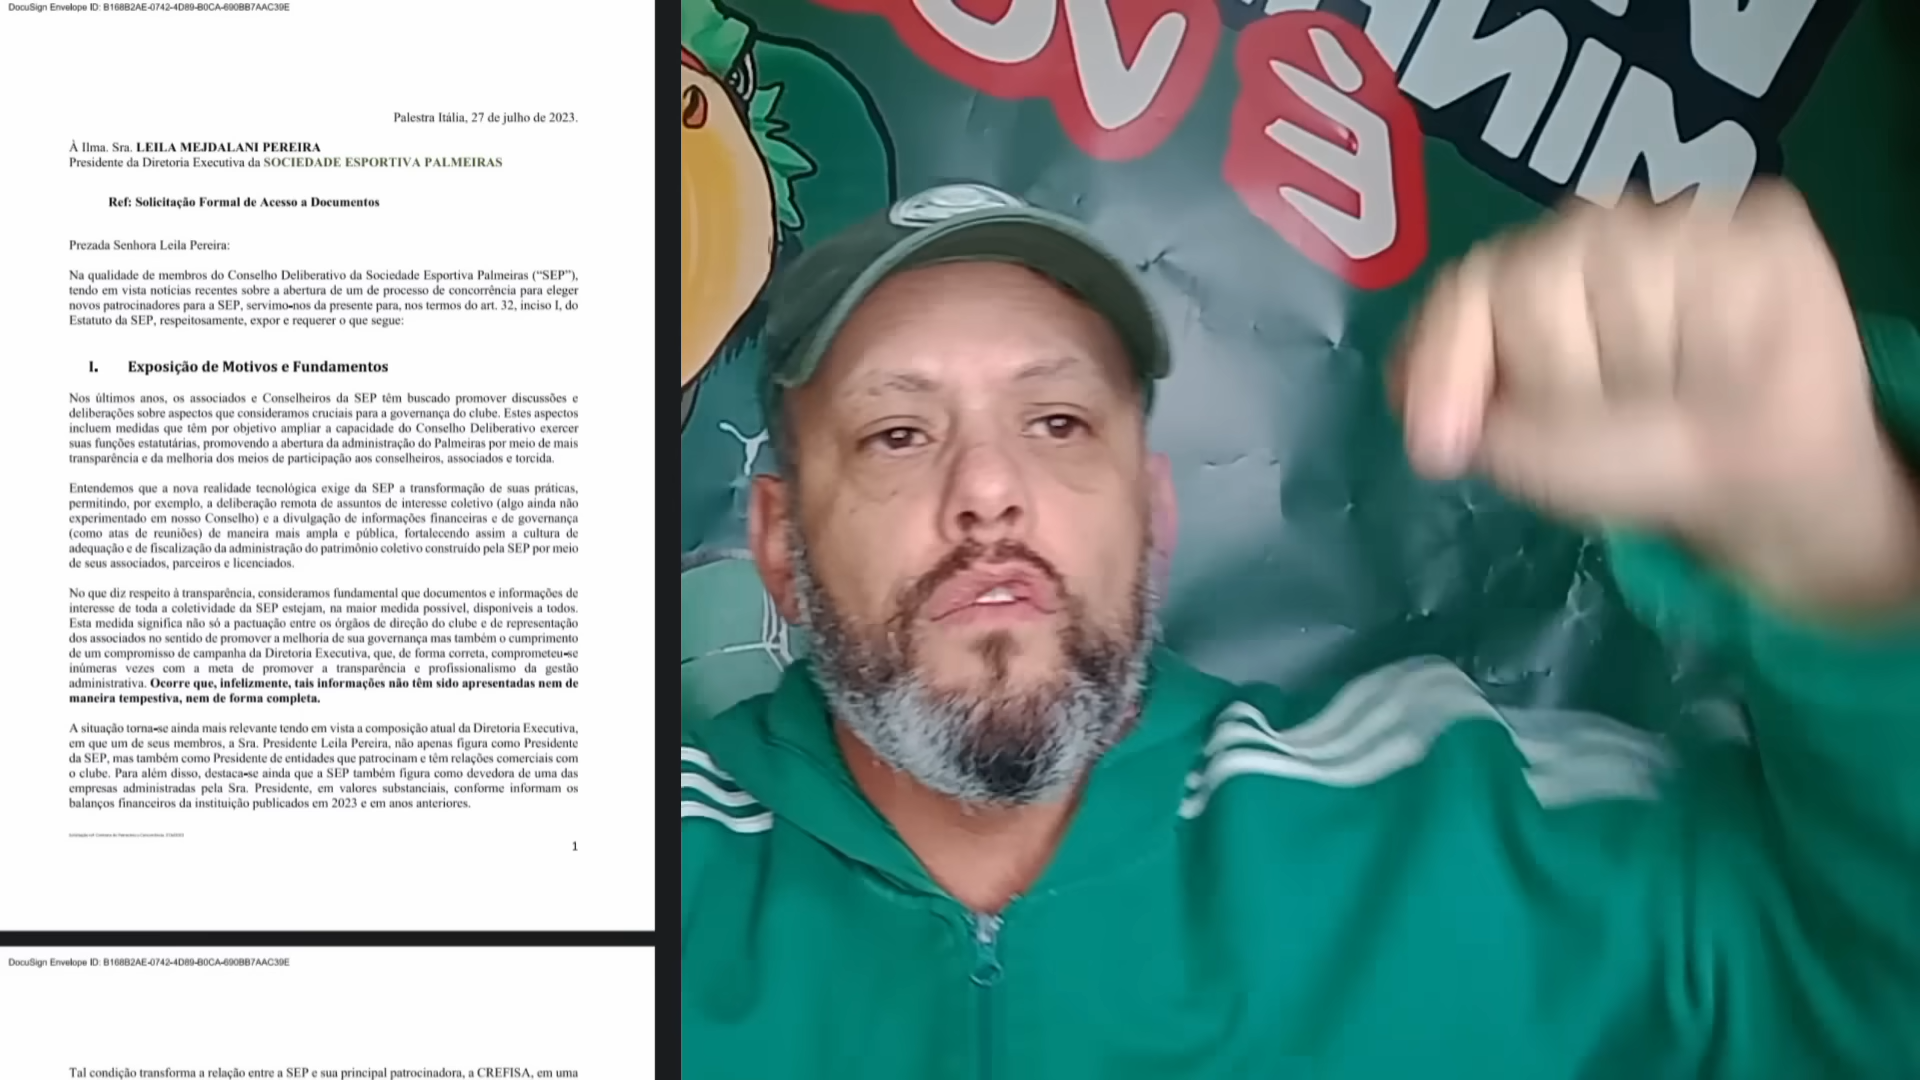 DocuSign Envelope ID: B168B2AE-0742-4D89-B0CA-690BB7AAC39E
Palestra Itália, 27 de julho de 2023.
À Ilma. Sra. LEILA MEJDALANI PEREIRA
Presidente da Diretoria Executiva da SOCIEDADE ESPORTIVA PALMEIRAS
Ref: Solicitação Formal de Acesso a Documentos
Prezada Senhora Leila Pereira:
Na qualidade de membros do Conselho Deliberativo da Sociedade Esportiva Palmeiras (“SEP”),
tendo em vista notícias recentes sobre a abertura de um de processo de concorrência para eleger
novos patrocinadores para a SEP, servimo-nos da presente para, nos termos do art. 32, inciso I, do
Estatuto da SEP, respeitosamente, expor e requerer o que segue:
I. Exposição de Motivos e Fundamentos
Nos últimos anos, os associados e Conselheiros da SEP têm buscado promover discussões e
deliberações sobre aspectos que consideramos cruciais para a governança do clube. Estes aspectos
incluem medidas que têm por objetivo ampliar a capacidade do Conselho Deliberativo exercer
suas funções estatutárias, promovendo a abertura da administração do Palmeiras por meio de mais
transparência e da melhoria dos meios de participação aos conselheiros, associados e torcida.
Entendemos que a nova realidade tecnológica exige da SEP a transformação de suas práticas,
permitindo, por exemplo, a deliberação remota de assuntos de interesse coletivo (algo ainda não
experimentado em nosso Conselho) e a divulgação de informações financeiras e de governança
(como atas de reuniões) de maneira mais ampla e pública, fortalecendo assim a cultura de
adequação e de fiscalização da administração do patrimônio coletivo construído pela SEP por meio
de seus associados, parceiros e licenciados.
No que diz respeito à transparência, consideramos fundamental que documentos e informações de
interesse de toda a coletividade da SEP estejam, na maior medida possível, disponíveis a todos.
Esta medida significa não só a pactuação entre os órgãos de direção do clube e de representação
dos associados no sentido de promover a melhoria de sua governança mas também o cumprimento
de um compromisso de campanha da Diretoria Executiva, que, de forma correta, comprometeu-se
inúmeras vezes com a meta de promover a transparência e profissionalismo da gestão
administrativa. Ocorre que, infelizmente, tais informações não têm sido apresentadas nem de
maneira tempestiva, nem de forma completa.
A situação torna-se ainda mais relevante tendo em vista a composição atual da Diretoria Executiva,
em que um de seus membros, a Sra. Presidente Leila Pereira, não apenas figura como Presidente
da SEP, mas também como Presidente de entidades que patrocinam e têm relações comerciais com
o clube. Para além disso, destaca-se ainda que a SEP também figura como devedora de uma das
empresas administradas pela Sra. Presidente, em valores substanciais, conforme informam os
balanços financeiros da instituição publicados em 2023 e em anos anteriores.
1
DocuSign Envelope ID: B168B2AE-0742-4D89-B0CA-690BB7AAC39E
Tal condição transforma a relação entre a SEP e sua principal patrocinadora, a CREFISA, em uma